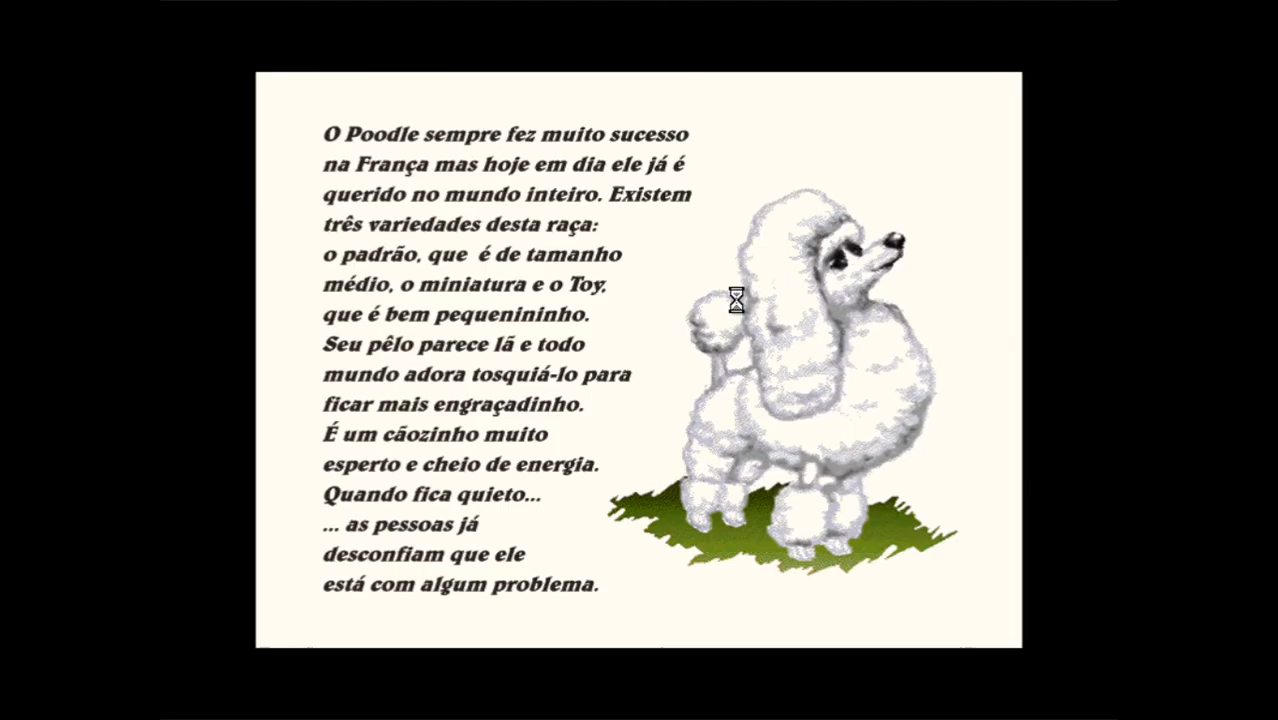 O Poodle sempre fez muito sucesso
na França mas hoje em dia ele já é
querido no mundo inteiro. Existem
três variedades desta raça:
o padrão, que é de tamanho
médio, o miniatura e o Toy,
que é bem pequenininho.
Seu pêlo parece lã e todo
mundo adora tosquiá-lo para
ficar mais engraçadinho.
É um cãozinho muito
esperto e cheio de energia.
Quando fica quieto...
... as pessoas já
desconfiam que ele
está com algum problema.